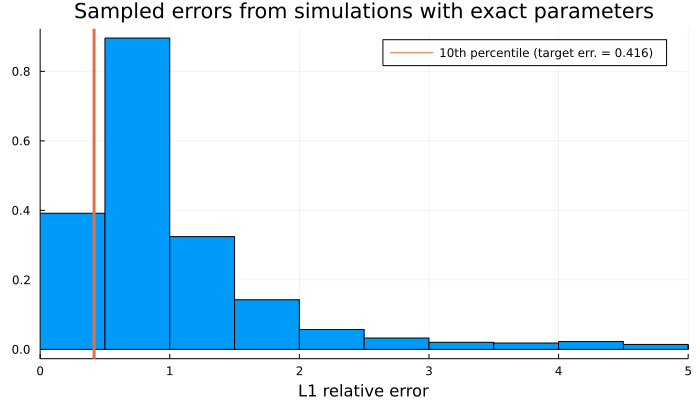 Sampled errors from simulations with exact parameters
10th percentile (target err. = 0.416)
0.8
0.6
0.4
0.2
0.0
0 1 2 3 4 5
L1 relative error